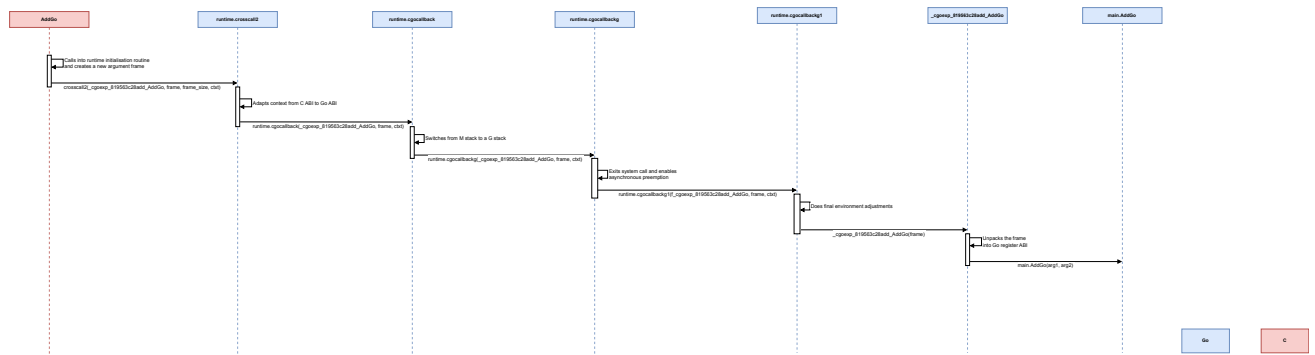 AddGo
runtime.crosscall2
runtime.cgocallback
runtime.cgocallbackg
runtime.cgocallbackg1
_cgoexp_819563c28add_AddGo
main.AddGo
Calls into runtime initialisation routine
and creates a new argument frame
crosscall2(_cgoexp_819563c28add_AddGo, frame, frame_size, ctxt)
Adapts context from C ABI to Go ABI
runtime.cgocallback(_cgoexp_819563c28add_AddGo, frame, ctxt)
Switches from M stack to a G stack
runtime.cgocallbackg(_cgoexp_819563c28add_AddGo, frame, ctxt)
Exits system call and enables
asynchronous preemption
runtime.cgocallbackg1(f_cgoexp_819563c28add_AddGo, frame, ctxt)
Does final environment adjustments
_cgoexp_819563c28add_AddGo(frame)
Unpacks the frame
into Go register ABI
main.AddGo(arg1, arg2)
Go
C